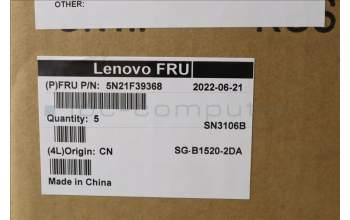 OTHER:
Lenovo FRU
(P)FRU P/N: 5N21F39368 2022-06-21
Quantity: 5 SN3106B
(4L)Origin: CN SG-B1520-2DA
Made in China